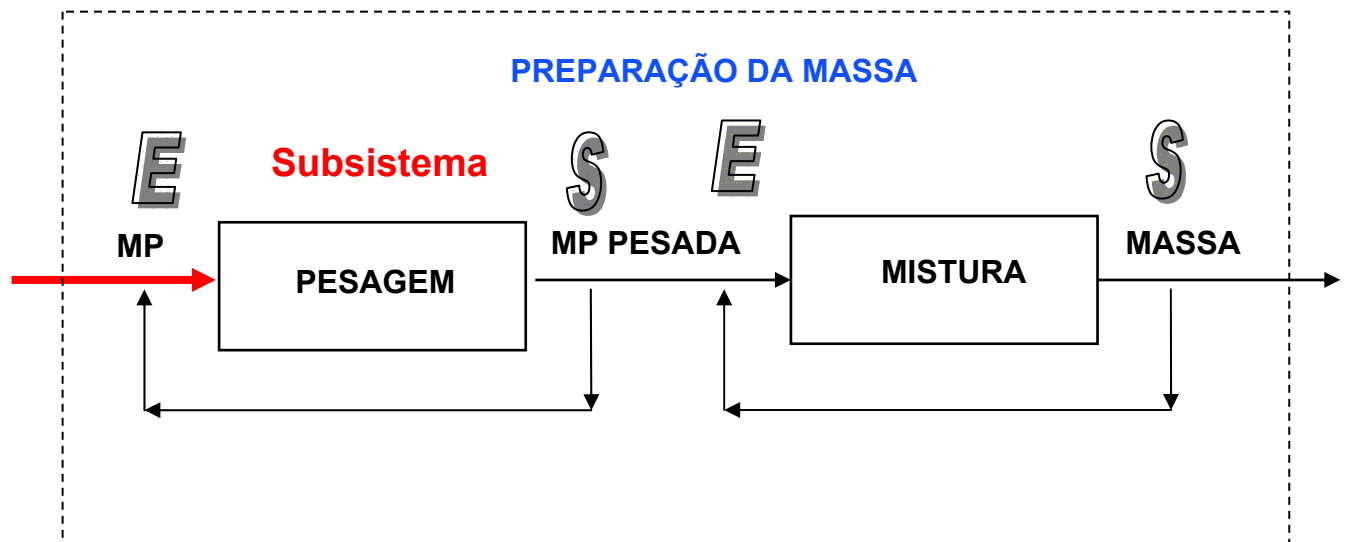 PREPARAÇÃO DA MASSA
E Subsistema S E S
MP MP PESADA MASSA
PESAGEM MISTURA